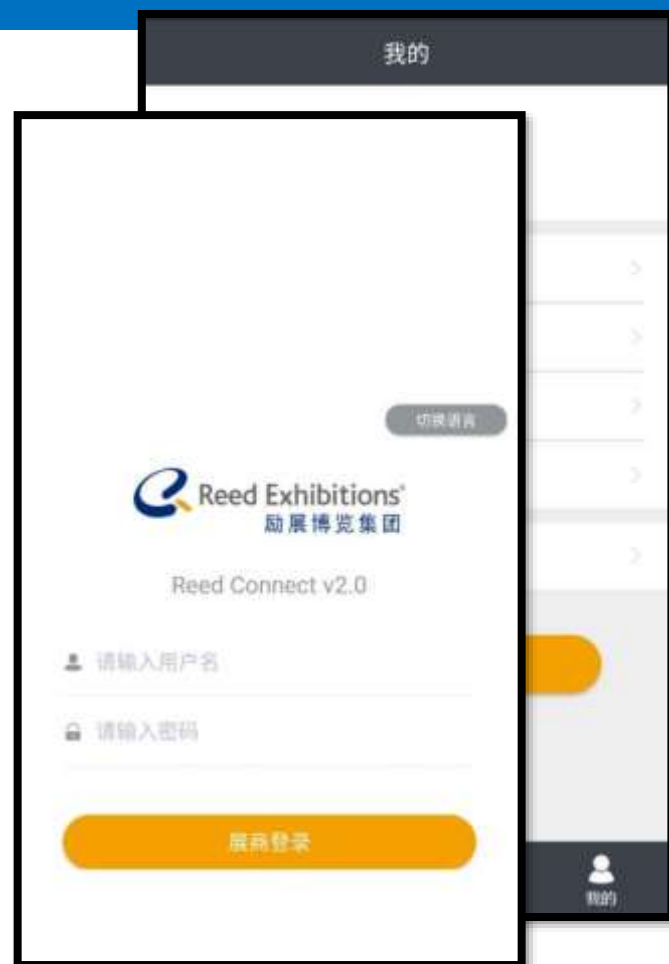 我的
切换语言
Reed Exhibitions®
励展博览集团
Reed Connect v2.0
请输入用户名
请输入密码
展商登录
我的